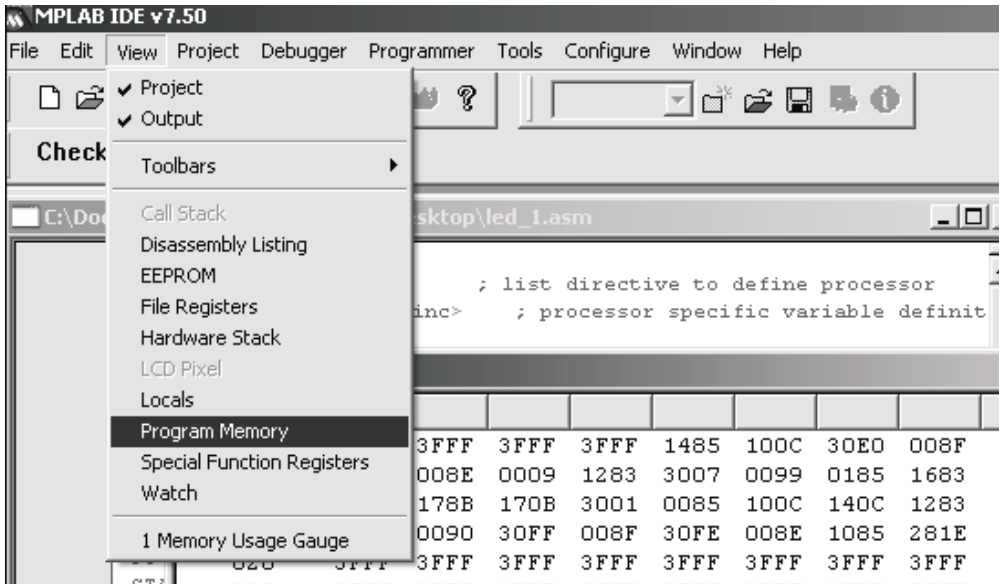 MPLAB IDE v7.50
File Edit View Project Debugger Programmer Tools Configure Window Help
Project
Output
Check
Toolbars
C:\Do sktop\led_1.asm
Call Stack
Disassembly Listing
EEPROM
; list directive to define processor
File Registers
inc> ; processor specific variable definit
Hardware Stack
LCD Pixel
Locals
Program Memory
3FFF 3FFF 3FFF 1485 100C 30E0 008F
Special Function Registers
008E 0009 1283 3007 0099 0185 1683
Watch
178B 170B 3001 0085 100C 140C 1283
1 Memory Usage Gauge
0090 30FF 008F 30FE 008E 1085 281E
3FFF 3FFF 3FFF 3FFF 3FFF 3FFF 3FFF